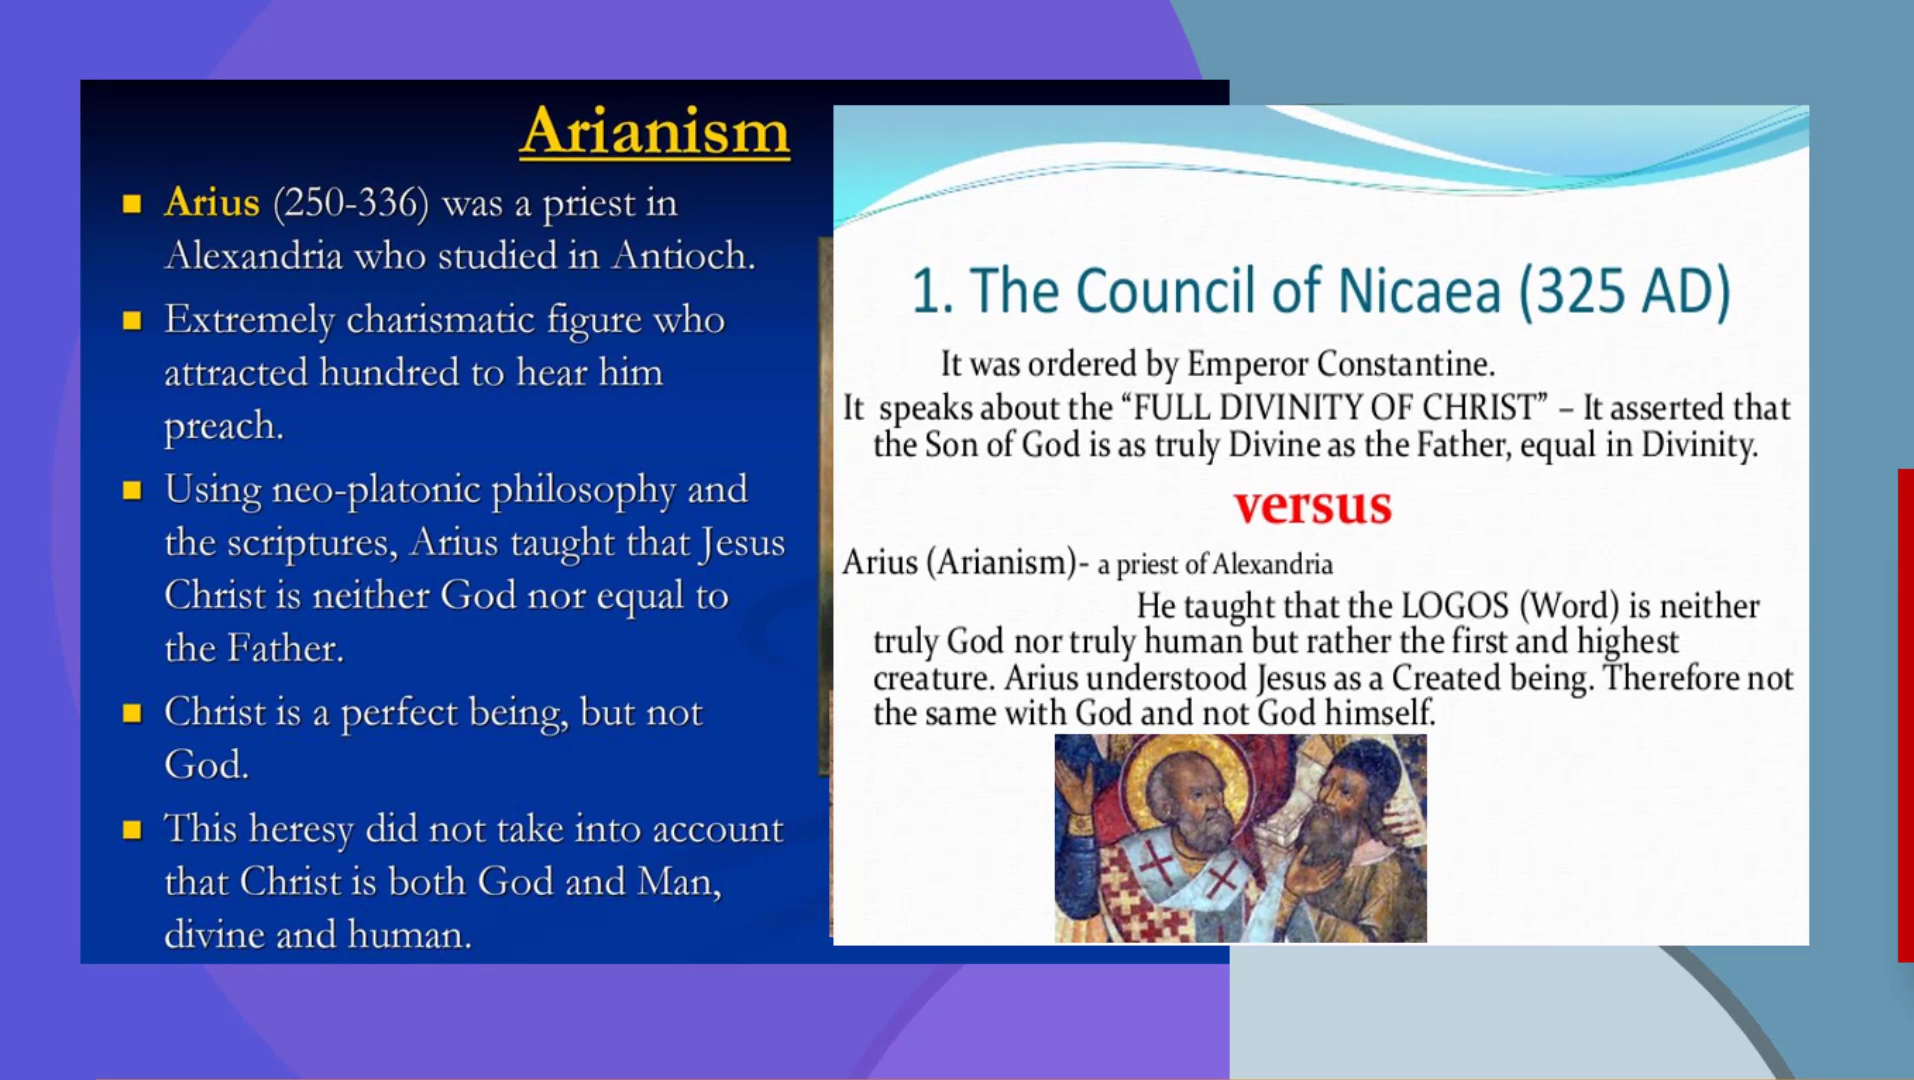 Arianism
Arius (250-336) was a priest in
Alexandria who studied in Antioch.
Extremely charismatic figure who
attracted hundred to hear him
preach.
Using neo-platonic philosophy and
the scriptures, Arius taught that Jesus
Christ is neither God nor equal to
the Father.
Christ is a perfect being, but not
God.
This heresy did not take into account
that Christ is both God and Man,
divine and human.
1. The Council of Nicaea (325 AD)
It was ordered by Emperor Constantine.
It speaks about the “FULL DIVINITY OF CHRIST” – It asserted that
the Son of God is as truly Divine as the Father, equal in Divinity.
versus
Arius (Arianism)- a priest of Alexandria
He taught that the LOGOS (Word) is neither
truly God nor truly human but rather the first and highest
creature. Arius understood Jesus as a Created being. Therefore not
the same with God and not God himself.